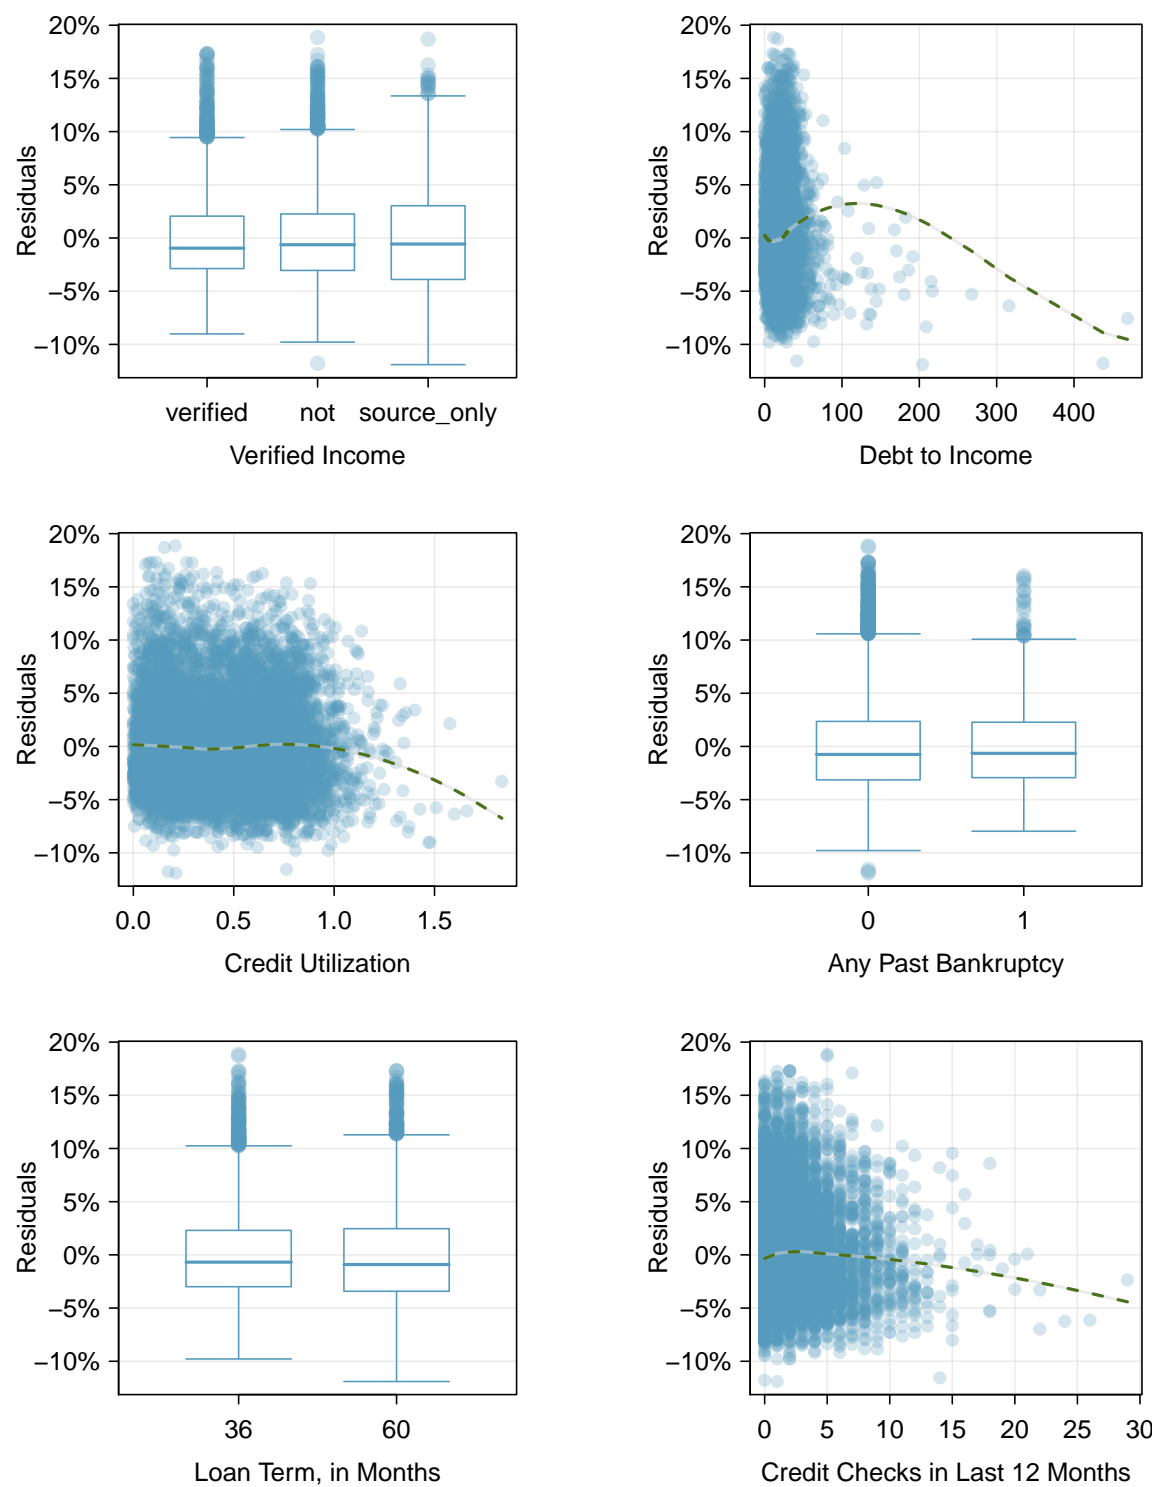 20%
15%
10%
5%
0%
−5%
−10%
Residuals
verified not source_only
Verified Income
20%
15%
10%
5%
0%
−5%
−10%
Residuals
0 100 200 300 400
Debt to Income
20%
15%
10%
5%
0%
−5%
−10%
Residuals
0.0 0.5 1.0 1.5
Credit Utilization
20%
15%
10%
5%
0%
−5%
−10%
Residuals
0 1
Any Past Bankruptcy
20%
15%
10%
5%
0%
−5%
−10%
Residuals
36 60
Loan Term, in Months
20%
15%
10%
5%
0%
−5%
−10%
Residuals
0 5 10 15 20 25 30
Credit Checks in Last 12 Months